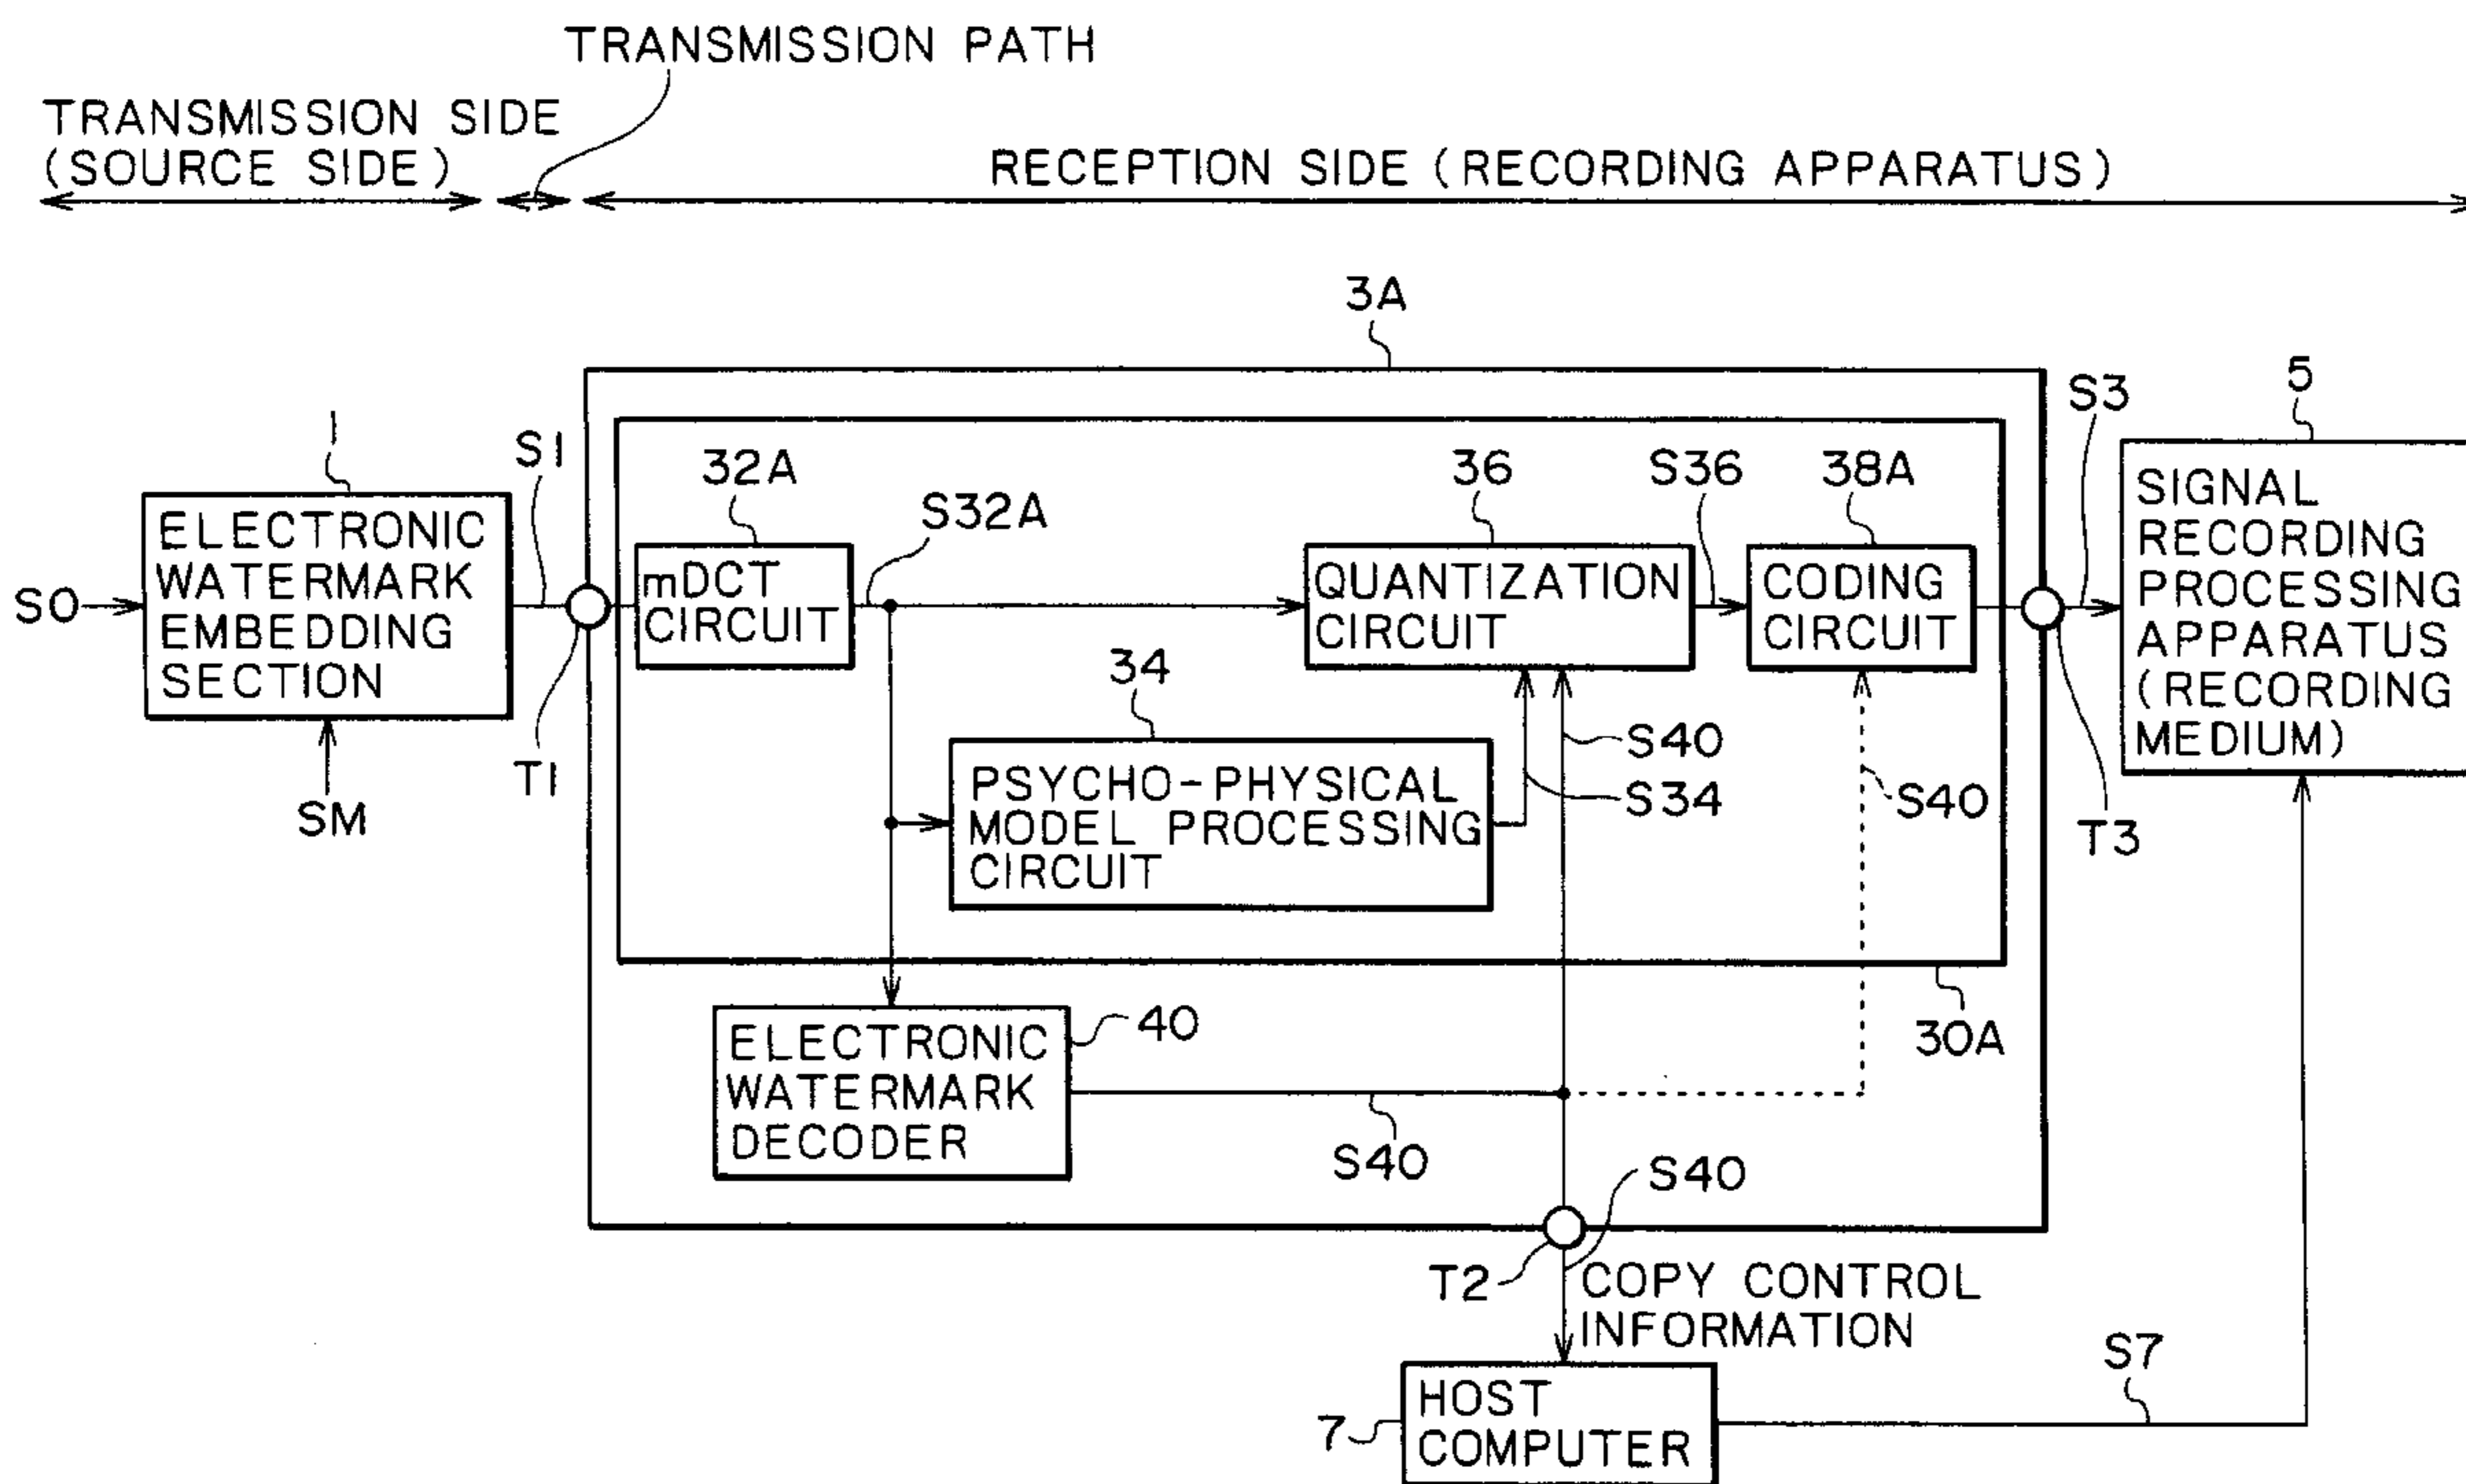 TRANSMISSION PATH
TRANSMISSION SIDE
(SOURCE SIDE)
RECEPTION SIDE (RECORDING APPARATUS)
3A
5
S3
1
S1
32A
S32A
36
S36
38A
SIGNAL
RECORDING
PROCESSING
APPARATUS
(RECORDING
MEDIUM)
S0
ELECTRONIC
WATERMARK
EMBEDDING
SECTION
mDCT
CIRCUIT
QUANTIZATION
CIRCUIT
CODING
CIRCUIT
34
T1
SM
PSYCHO-PHYSICAL
MODEL PROCESSING
CIRCUIT
S40
S34
S40
T3
40
30A
ELECTRONIC
WATERMARK
DECODER
S40
S40
T2
COPY CONTROL
INFORMATION
S7
7
HOST
COMPUTER